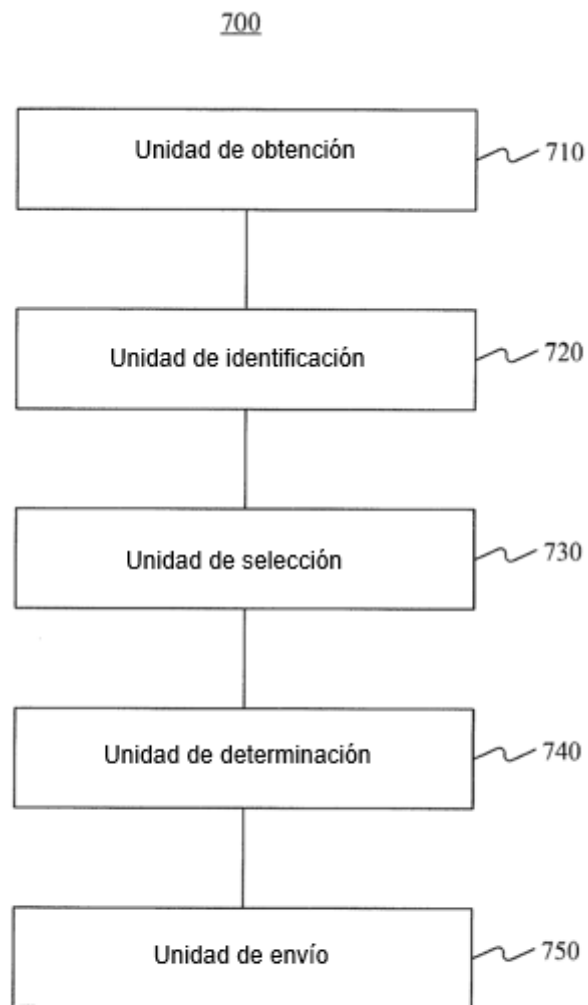 700
Unidad de obtención 710
Unidad de identificación 720
Unidad de selección 730
Unidad de determinación 740
Unidad de envío 750